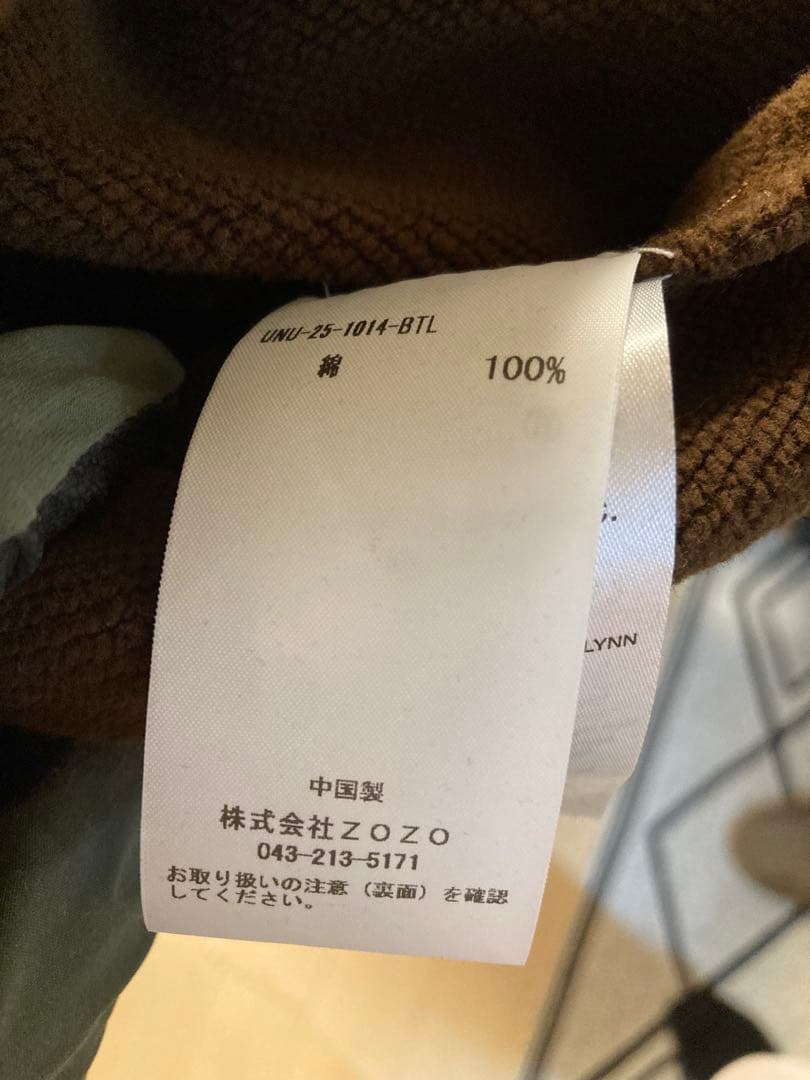 UNU-25-1014-BTL
綿 100%
中国製
株式会社ZOZO
043-213-5171
お取り扱いの注意(裏面)を確認
してください。
LYNN